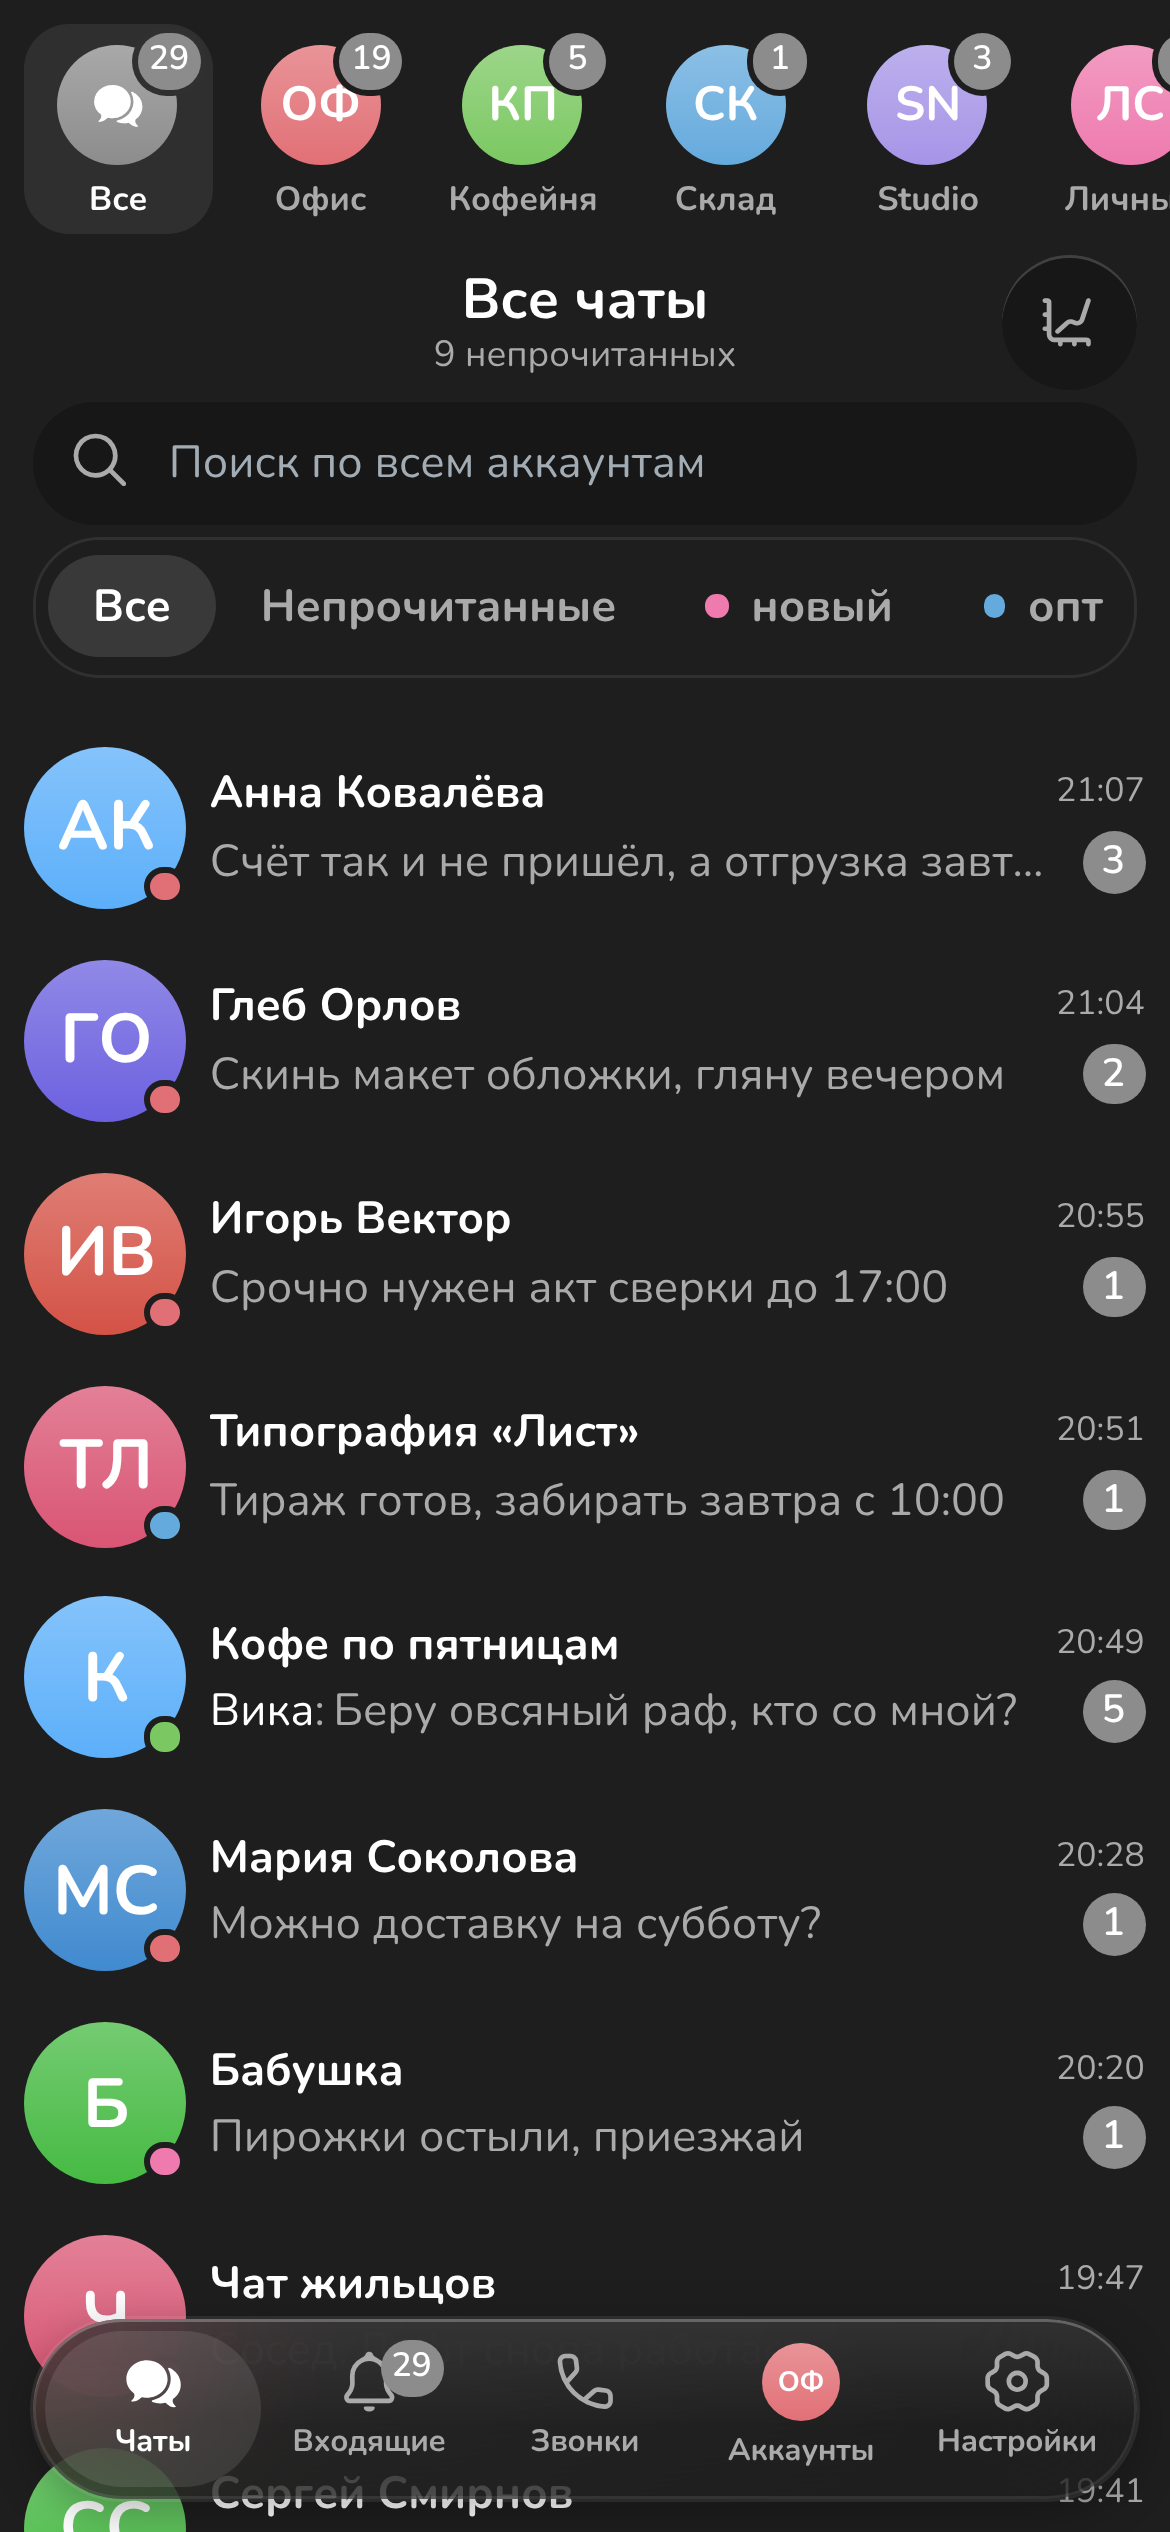 29
19
5
1
3
ОФ
КП
СК
SN
ЛС
Все
Офис
Кофейня
Склад
Studio
Личны
Все чаты
9 непрочитанных
Поиск по всем аккаунтам
Все
Непрочитанные
новый
опт
АК
Анна Ковалёва
21:07
Счёт так и не пришёл, а отгрузка завт...
3
ГО
Глеб Орлов
21:04
Скинь макет обложки, гляну вечером
2
ИВ
Игорь Вектор
20:55
Срочно нужен акт сверки до 17:00
1
ТЛ
Типография «Лист»
20:51
Тираж готов, забирать завтра с 10:00
1
К
Кофе по пятницам
20:49
Вика: Беру овсяный раф, кто со мной?
5
МС
Мария Соколова
20:28
Можно доставку на субботу?
1
Б
Бабушка
20:20
Пирожки остыли, приезжай
1
Ч
Чат жильцов
19:47
29
ОФ
Чаты
Входящие
Звонки
Аккаунты
Настройки
СС
Сергей Смирнов
19:41